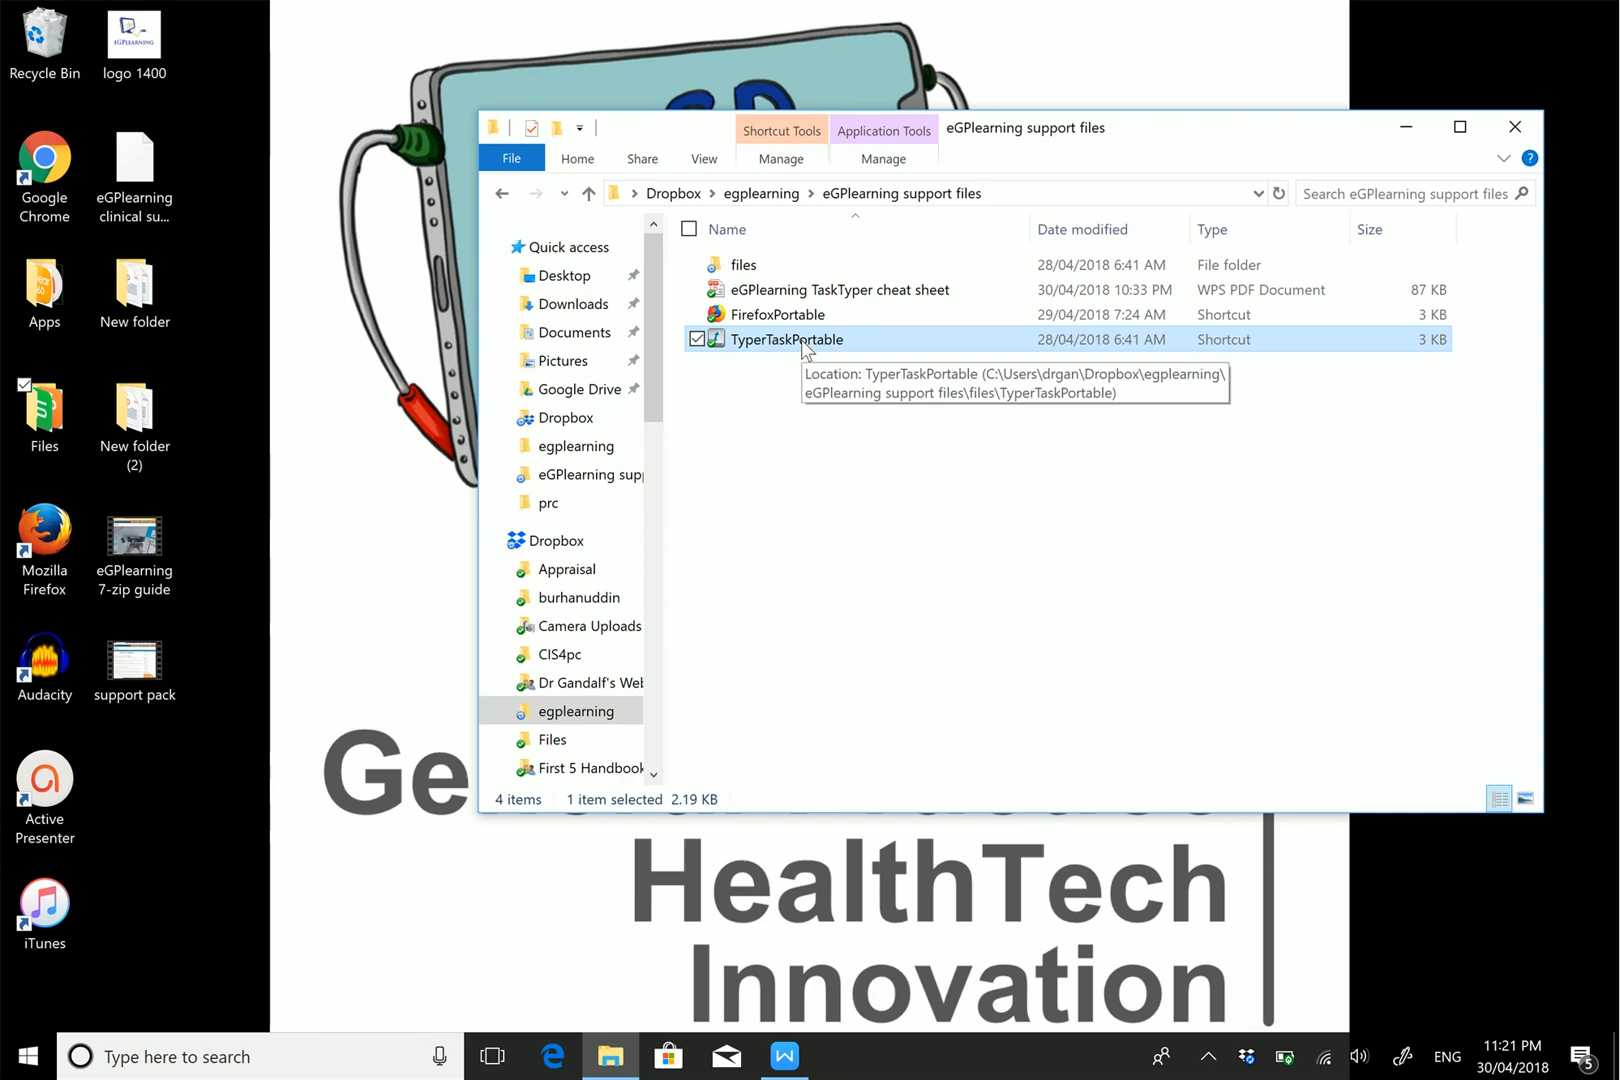 Recycle Bin
logo 1400
eGPLEARNING
Google
Chrome
eGPlearning
clinical su...
Apps
New folder
Files
New folder
(2)
Mozilla
Firefox
eGPlearning
7-zip guide
Audacity
support pack
Active
Presenter
iTunes
GP
Ge
HealthTech
Innovation
Shortcut Tools
Application Tools
eGPlearning support files
File
Home
Share
View
Manage
Manage
Dropbox > egplearning > eGPlearning support files
Search eGPlearning support files
Name
Date modified
Type
Size
files
28/04/2018 6:41 AM
File folder
eGPlearning TaskTyper cheat sheet
30/04/2018 10:33 PM
WPS PDF Document
87 KB
FirefoxPortable
29/04/2018 7:24 AM
Shortcut
3 KB
TyperTaskPortable
28/04/2018 6:41 AM
Shortcut
3 KB
Location: TyperTaskPortable (C:\Users\drgan\Dropbox\egplearning\
eGPlearning support files\files\TyperTaskPortable)
Quick access
Desktop
Downloads
Documents
Pictures
Google Drive
Dropbox
egplearning
eGPlearning sup
prc
Dropbox
Appraisal
burhanuddin
Camera Uploads
CIS4pc
Dr Gandalf's Web
egplearning
Files
First 5 Handbook
4 items
1 item selected
2.19 KB
Type here to search
ENG
11:21 PM
30/04/2018
5